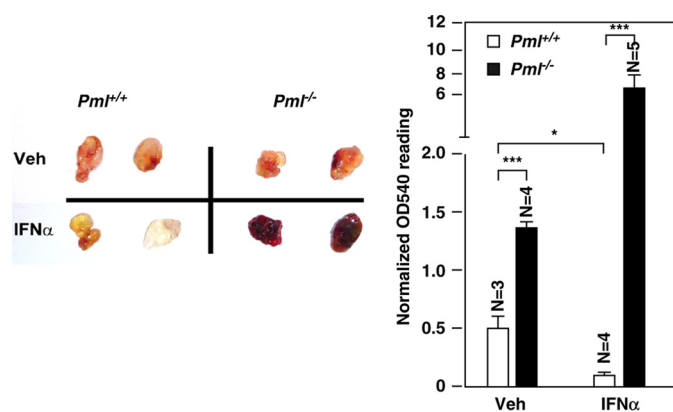 Pml+/+
Pml-/-
Veh
IFNα
Normalized OD540 reading
12
10
8
6
2.0
1.5
1.0
0.5
0
Pml+/+
Pml-/-
***
N=5
*
***
N=4
N=3
N=4
Veh
IFNα